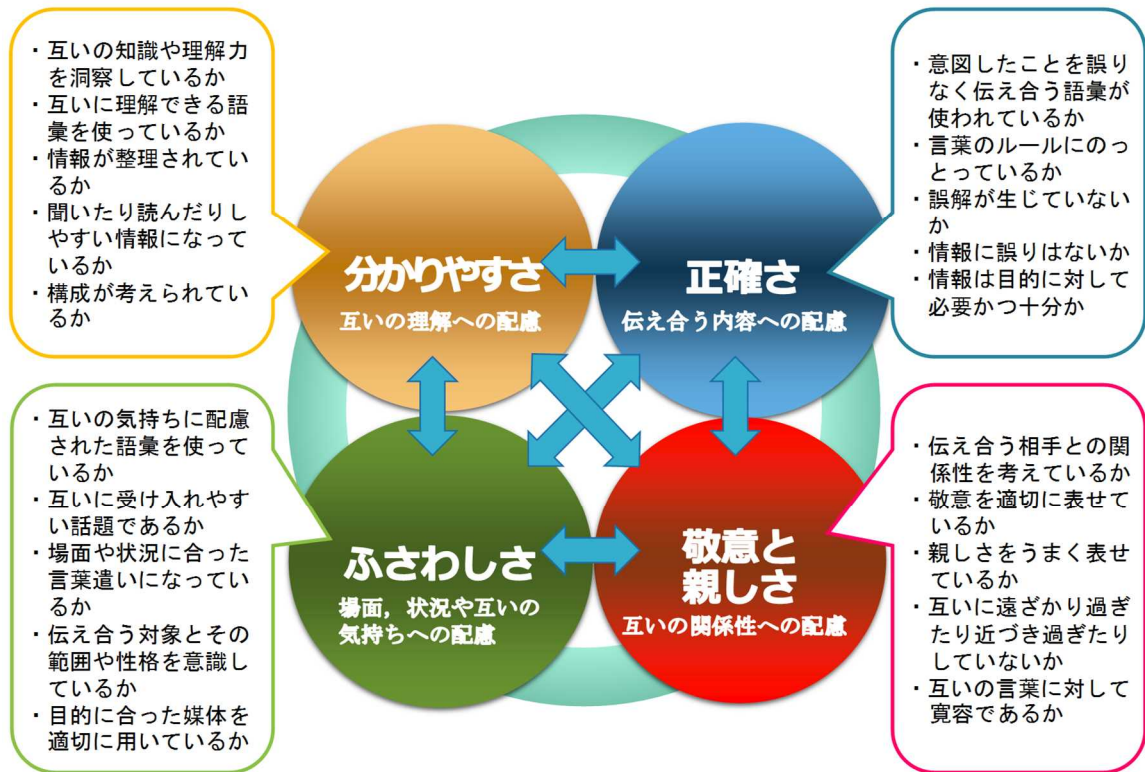 ・互いの知識や理解力
を洞察しているか
・互いに理解できる語
彙を使っているか
・情報が整理されてい
るか
・聞いたり読んだりし
やすい情報になって
いるか
・構成が考えられてい
るか
・意図したことを誤り
なく伝え合う語彙が
使われているか
・言葉のルールにのっ
とっているか
・誤解が生じていない
か
・情報に誤りはないか
・情報は目的に対して
必要かつ十分か
分かりやすさ
互いの理解への配慮
正確さ
伝え合う内容への配慮
・互いの気持ちに配慮
された語彙を使って
いるか
・互いに受け入れやす
い話題であるか
・場面や状況に合った
言葉遣いになってい
るか
・伝え合う対象とその
範囲や性格を意識し
ているか
・目的に合った媒体を
適切に用いているか
ふさわしさ
場面，状況や互いの
気持ちへの配慮
敬意と
親しさ
互いの関係性への配慮
・伝え合う相手との関
係性を考えているか
・敬意を適切に表せて
いるか
・親しさをうまく表せ
ているか
・互いに遠ざかり過ぎ
たり近づき過ぎたり
していないか
・互いの言葉に対して
寛容であるか